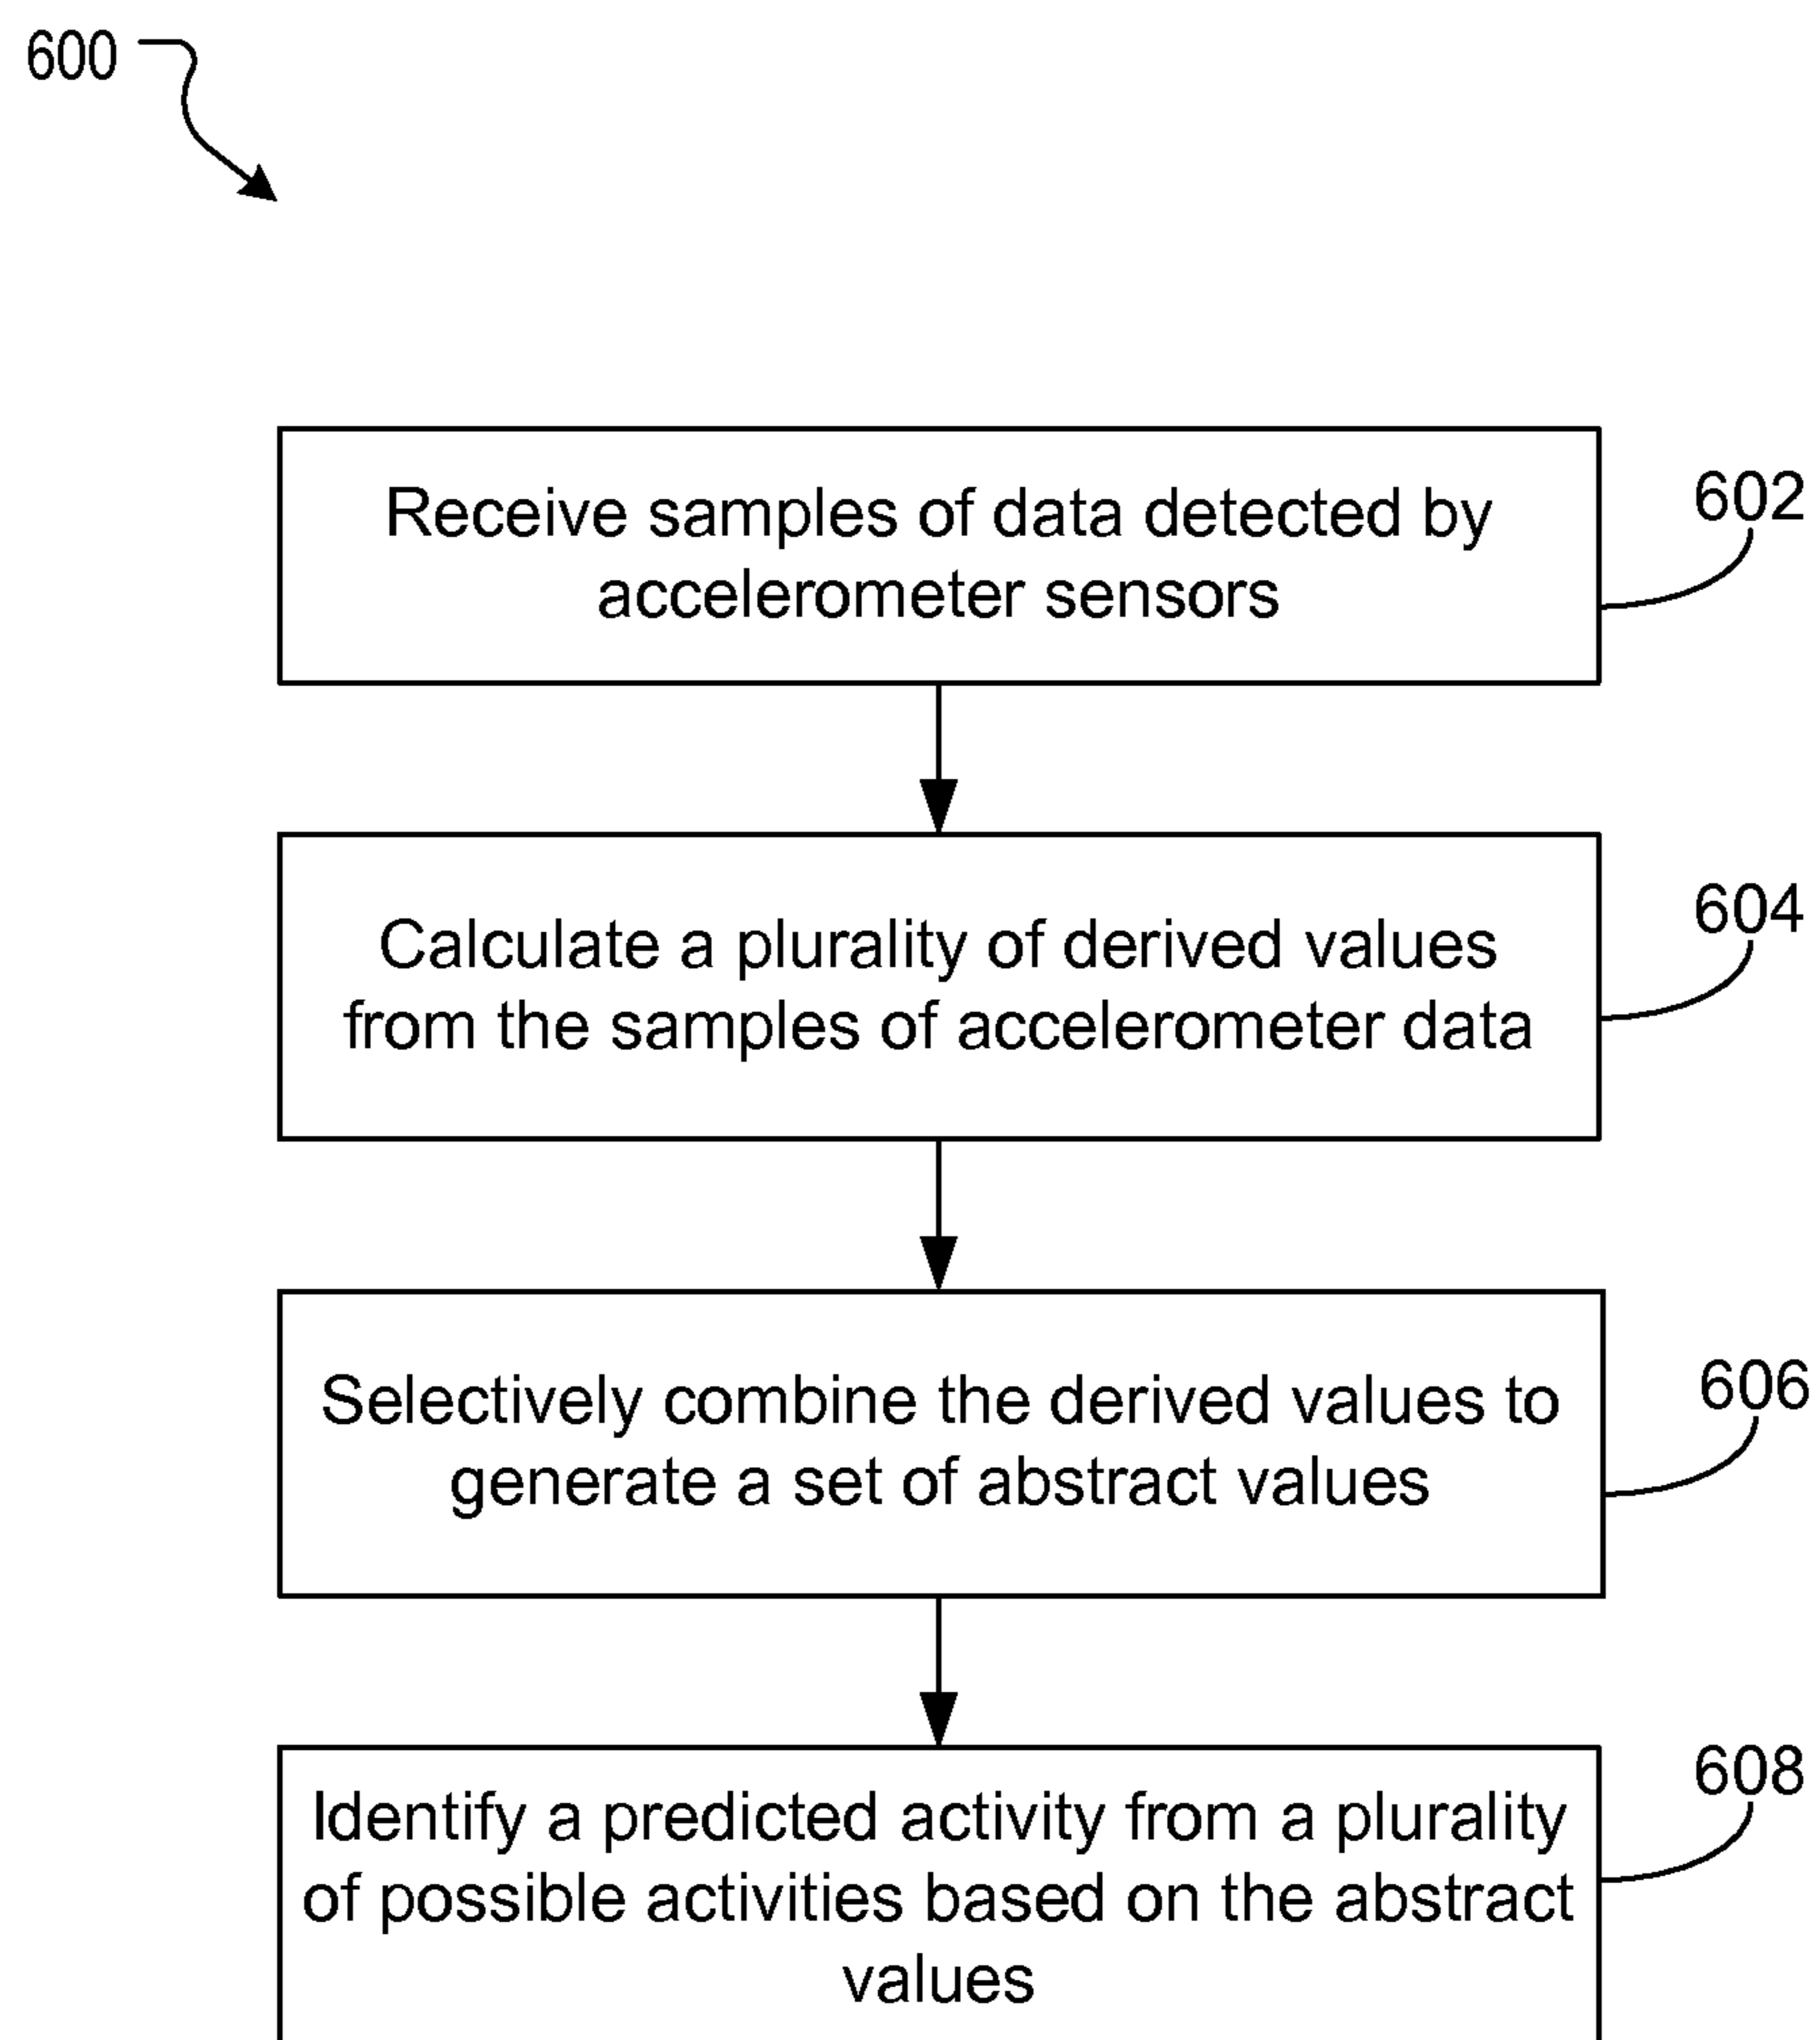 600
Receive samples of data detected by
accelerometer sensors
602
Calculate a plurality of derived values
from the samples of accelerometer data
604
Selectively combine the derived values to
generate a set of abstract values
606
Identify a predicted activity from a plurality
of possible activities based on the abstract
values
608